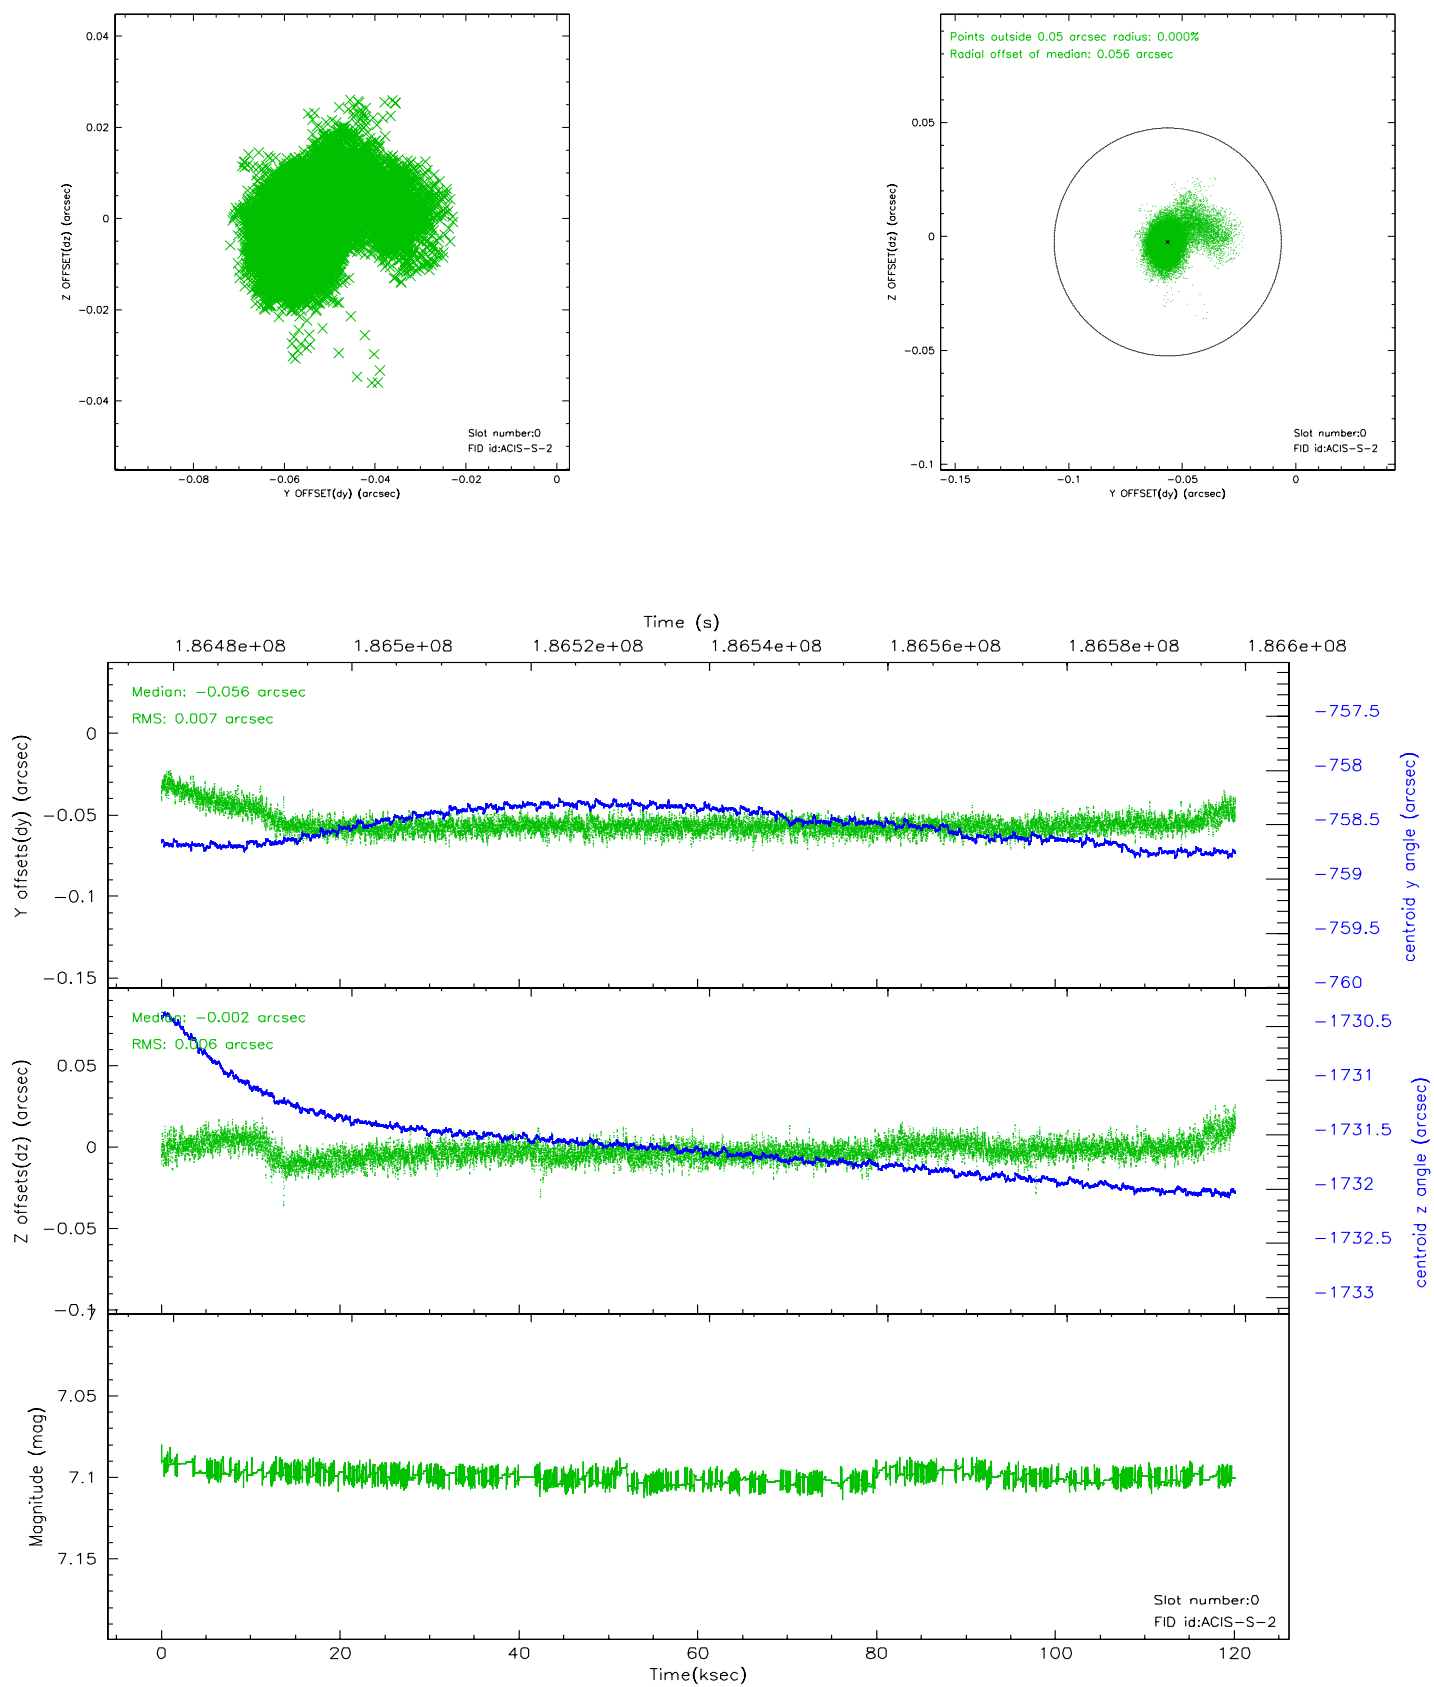 0.04
0.02
0
−0.02
−0.04
Z OFFSET(dz) (arcsec)
Slot number:0
FID id:ACIS−S−2
−0.08
−0.06
−0.04
−0.02
0
Y OFFSET(dy) (arcsec)
Points outside 0.05 arcsec radius: 0.000%
Radial offset of median: 0.056 arcsec
0.05
0
−0.05
−0.1
Z OFFSET(dz) (arcsec)
Slot number:0
FID id:ACIS−S−2
−0.15
−0.1
−0.05
0
Y OFFSET(dy) (arcsec)
Time (s)
1.8648e+08
1.865e+08
1.8652e+08
1.8654e+08
1.8656e+08
1.8658e+08
1.866e+08
Median: −0.056 arcsec
RMS: 0.007 arcsec
0
−0.05
−0.1
−0.15
Y offsets(dy) (arcsec)
−757.5
−758
−758.5
−759
−759.5
−760
centroid y angle (arcsec)
Median: −0.002 arcsec
RMS: 0.006 arcsec
0.05
0
−0.05
−0.1
Z offsets(dz) (arcsec)
−1730.5
−1731
−1731.5
−1732
−1732.5
−1733
centroid z angle (arcsec)
7
7.05
7.1
7.15
Magnitude (mag)
Slot number:0
FID id:ACIS−S−2
0
20
40
60
80
100
120
Time(ksec)